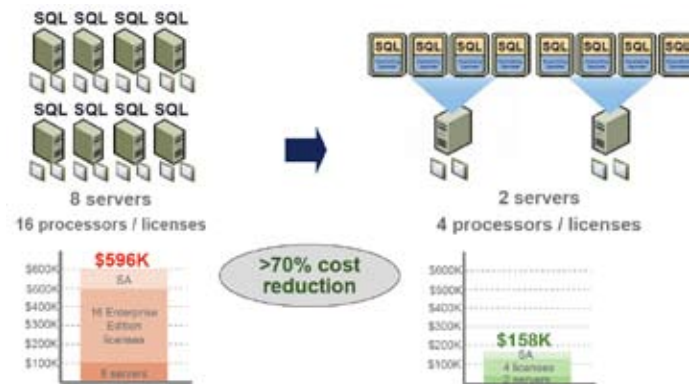 SQL SQL SQL SQL
SQL SQL SQL SQL
8 servers
16 processors / licenses
$596K
$600K
$500K
$400K
$300K
$200K
$100K
SA
16 Enterprise
Edition
licenses
8 servers
>70% cost
reduction
SQL SQL SQL SQL SQL SQL SQL SQL
2 servers
4 processors / licenses
$600K
$500K
$400K
$300K
$200K
$100K
$158K
SA
4 licenses
2 servers